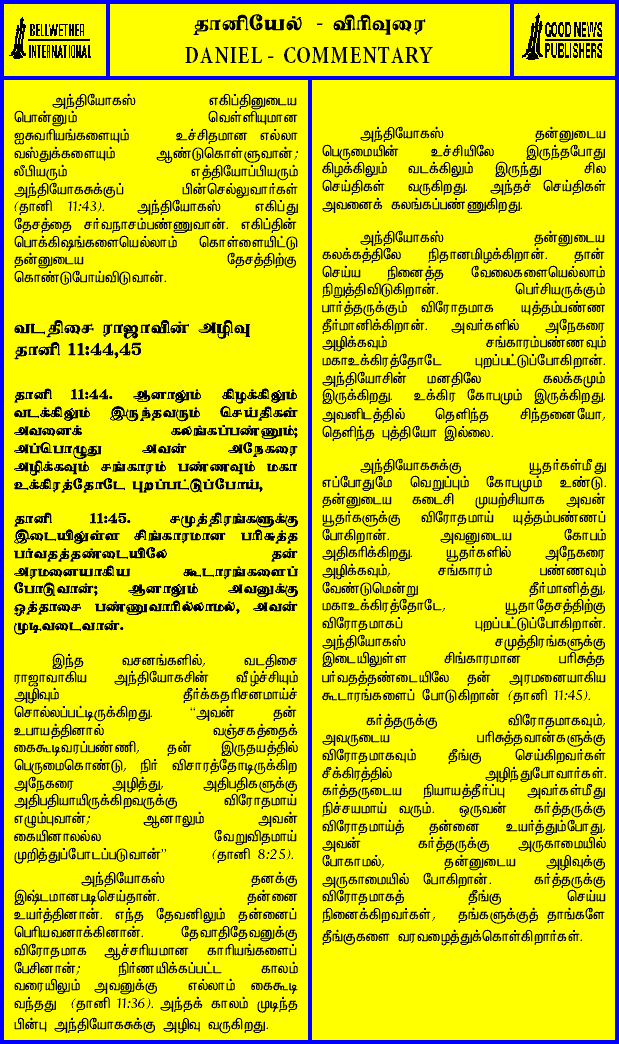 BELLWETHER
INTERNATIONAL
தானியேல் - விரிவுரை
DANIEL - COMMENTARY
GOOD NEWS
PUBLISHERS
அந்தியோகஸ் எகிப்தினுடைய
பொன்னும் வெள்ளியுமான
ஐசுவரியங்களையும் உச்சிதமான எல்லா
வஸ்துக்களையும் ஆண்டுகொள்ளுவான்;
லீபியரும் எத்தியோப்பியரும்
அந்தியோகசுக்குப் பின்செல்லுவார்கள்
(தானி 11:43). அந்தியோகஸ் எகிப்து
தேசத்தை சர்வநாசம்பண்ணுவான். எகிப்தின்
பொக்கிஷங்களையெல்லாம் கொள்ளையிட்டு
தன்னுடைய தேசத்திற்கு
கொண்டுபோய்விடுவான்.
வடதிசை ராஜாவின் அழிவு
தானி 11:44,45
தானி 11:44. ஆனாலும் கிழக்கிலும்
வடக்கிலும் இருந்தவரும் செய்திகள்
அவனைக் கலங்கப்பண்ணும்;
அப்பொழுது அவன் அநேகரை
அழிக்கவும் சங்காரம் பண்ணவும் மகா
உக்கிரத்தோடே புறப்பட்டுப்போய்,
தானி 11:45. சமுத்திரங்களுக்கு
இடையிலுள்ள சிங்காரமான பரிசுத்த
பர்வதத்தண்டையிலே தன்
அரமனையாகிய கூடாரங்களைப்
போடுவான்; ஆனாலும் அவனுக்கு
ஒத்தாசை பண்ணுவாரில்லாமல், அவன்
முடிவடைவான்.
இந்த வசனங்களில், வடதிசை
ராஜாவாகிய அந்தியோகசின் வீழ்ச்சியும்
அழிவும் தீர்க்கதரிசனமாய்ச்
சொல்லப்பட்டிருக்கிறது. “அவன் தன்
உபாயத்தினால் வஞ்சகத்தைக்
கைகூடிவரப்பண்ணி, தன் இருதயத்தில்
பெருமைகொண்டு, நிர் விசாரத்தோடிருக்கிற
அநேகரை அழித்து, அதிபதிகளுக்கு
அதிபதியாயிருக்கிறவருக்கு விரோதமாய்
எழும்புவான்; ஆனாலும் அவன்
கையினாலல்ல வேறுவிதமாய்
முறித்துப்போடப்படுவான்” (தானி 8:25).
அந்தியோகஸ் தனக்கு
இஷ்டமானபடிசெய்தான். தன்னை
உயர்த்தினான். எந்த தேவனிலும் தன்னைப்
பெரியவனாக்கினான். தேவாதிதேவனுக்கு
விரோதமாக ஆச்சரியமான காரியங்களைப்
பேசினான்; நிர்ணயிக்கப்பட்ட காலம்
வரையிலும் அவனுக்கு எல்லாம் கைகூடி
வந்தது (தானி 11:36). அந்தக் காலம் முடிந்த
பின்பு அந்தியோகசுக்கு அழிவு வருகிறது.
அந்தியோகஸ் தன்னுடைய
பெருமையின் உச்சியிலே இருந்தபோது
கிழக்கிலும் வடக்கிலும் இருந்து சில
செய்திகள் வருகிறது. அந்தச் செய்திகள்
அவனைக் கலங்கப்பண்ணுகிறது.
அந்தியோகஸ் தன்னுடைய
கலக்கத்திலே நிதானமிழக்கிறான். தான்
செய்ய நினைத்த வேலைகளையெல்லாம்
நிறுத்திவிடுகிறான். பெர்சியருக்கும்
பார்த்தருக்கும் விரோதமாக யுத்தம்பண்ண
தீர்மானிக்கிறான். அவர்களில் அநேகரை
அழிக்கவும் சங்காரம்பண்ணவும்
மகாஉக்கிரத்தோடே புறப்பட்டுப்போகிறான்.
அந்தியோசின் மனதிலே கலக்கமும்
இருக்கிறது. உக்கிர கோபமும் இருக்கிறது.
அவனிடத்தில் தெளிந்த சிந்தனையோ,
தெளிந்த புத்தியோ இல்லை.
அந்தியோகசுக்கு யூதர்கள்மீது
எப்போதுமே வெறுப்பும் கோபமும் உண்டு.
தன்னுடைய கடைசி முயற்சியாக அவன்
யூதர்களுக்கு விரோதமாய் யுத்தம்பண்ணப்
போகிறான். அவனுடைய கோபம்
அதிகரிக்கிறது. யூதர்களில் அநேகரை
அழிக்கவும், சங்காரம் பண்ணவும்
வேண்டுமென்று தீர்மானித்து,
மகாஉக்கிரத்தோடே, யூதாதேசத்திற்கு
விரோதமாகப் புறப்பட்டுப்போகிறான்.
அந்தியோகஸ் சமுத்திரங்களுக்கு
இடையிலுள்ள சிங்காரமான பரிசுத்த
பர்வதத்தண்டையிலே தன் அரமனையாகிய
கூடாரங்களைப் போடுகிறான் (தானி 11:45).
கர்த்தருக்கு விரோதமாகவும்,
அவருடைய பரிசுத்தவான்களுக்கு
விரோதமாகவும் தீங்கு செய்கிறவர்கள்
சீக்கிரத்தில் அழிந்துபோவார்கள்.
கர்த்தருடைய நியாயத்தீர்ப்பு அவர்கள்மீது
நிச்சயமாய் வரும். ஒருவன் கர்த்தருக்கு
விரோதமாய்த் தன்னை உயர்த்தும்போது,
அவன் கர்த்தருக்கு அருகாமையில்
போகாமல், தன்னுடைய அழிவுக்கு
அருகாமையில் போகிறான். கர்த்தருக்கு
விரோதமாகத் தீங்கு செய்ய
நினைக்கிறவர்கள், தங்களுக்குத் தாங்களே
தீங்குகளை வரவழைத்துக்கொள்கிறார்கள்.